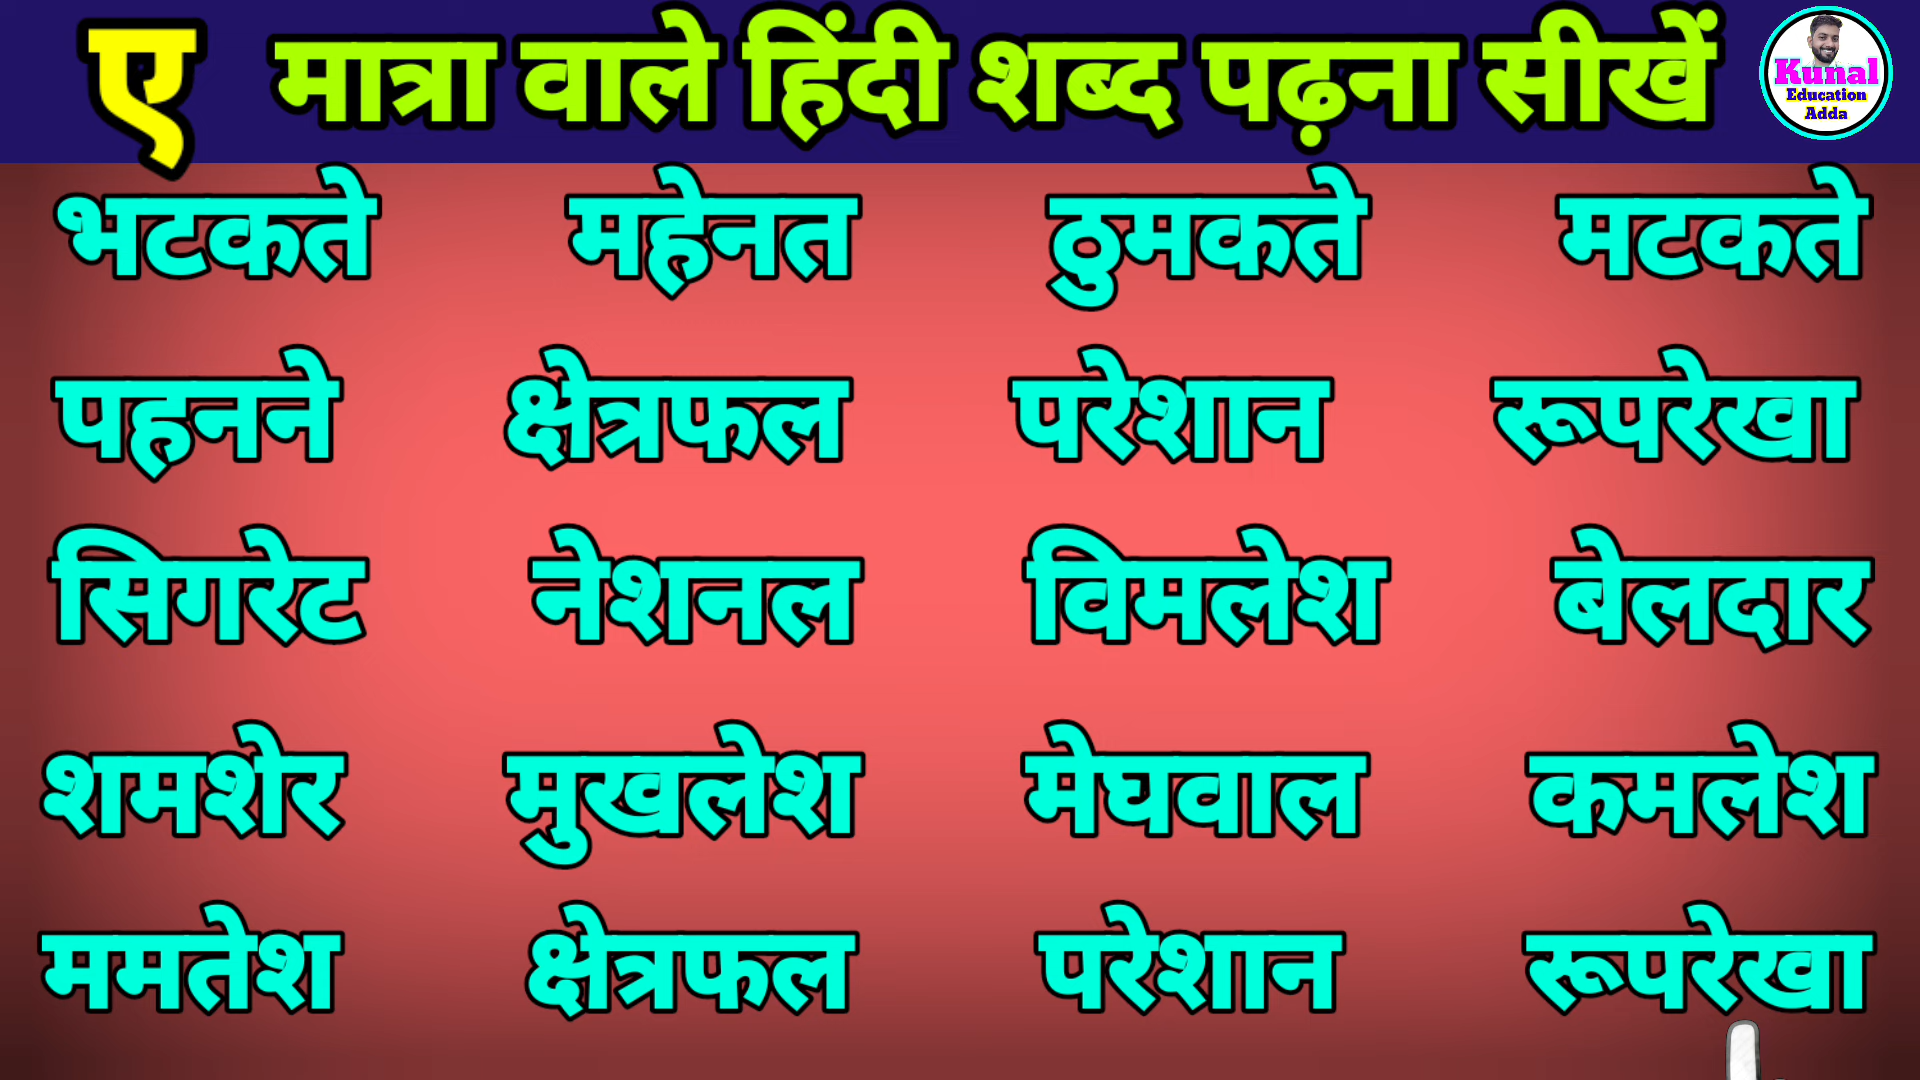 ए मात्रा वाले हिंदी शब्द पढ़ना सीखें
Kunal
Education
Adda
भटकते महेनत ठुमकते मटकते
पहनने क्षेत्रफल परेशान रूपरेखा
सिगरेट नेशनल विमलेश बेलदार
शमशेर मुखलेश मेघवाल कमलेश
ममतेश क्षेत्रफल परेशान रूपरेखा